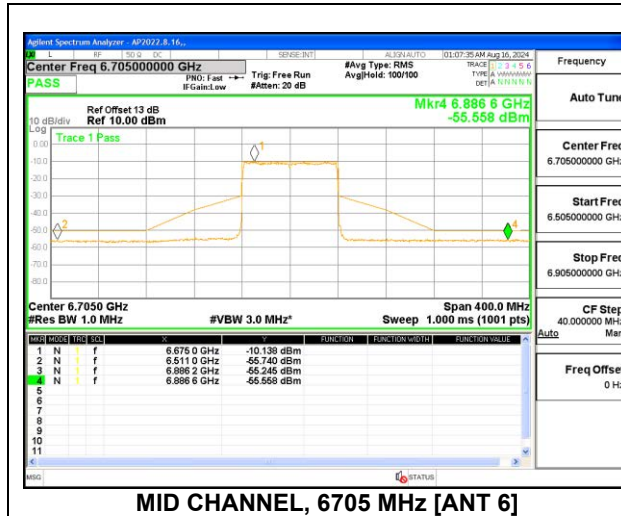 Agilent Spectrum Analyzer - AP2022.8.16,,
L RF 50 Ω DC SENSE:INT ALIGN AUTO 01:07:35 AM Aug 16, 2024
Center Freq 6.705000000 GHz #Avg Type: RMS TRACE 1 2 3 4 5 6
PASS PNO: Fast Trig: Free Run Avg|Hold: 100/100 TYPE A
IFGain:Low #Atten: 20 dB DET A N N N N N
Frequency
Auto Tune
Mkr4 6.886 6 GHz
-55.558 dBm
Ref Offset 13 dB
10 dB/div Ref 10.00 dBm
Log
Trace 1 Pass
0.00
-10.0
-20.0
-30.0
-40.0
-50.0
-60.0
-70.0
-80.0
1
2
4
Center 6.7050 GHz Span 400.0 MHz
#Res BW 1.0 MHz #VBW 3.0 MHz* Sweep 1.000 ms (1001 pts)
MKR MODE TRC SCL X Y FUNCTION FUNCTION WIDTH FUNCTION VALUE
1 N 1 f 6.675 0 GHz -10.138 dBm
2 N 1 f 6.511 0 GHz -55.740 dBm
3 N 1 f 6.886 2 GHz -55.245 dBm
4 N 1 f 6.886 6 GHz -55.558 dBm
5
6
7
8
9
10
11
Center Freq
6.705000000 GHz
Start Freq
6.505000000 GHz
Stop Freq
6.905000000 GHz
CF Step
40.000000 MHz
Auto Man
Freq Offset
0 Hz
MSG STATUS
MID CHANNEL, 6705 MHz [ANT 6]